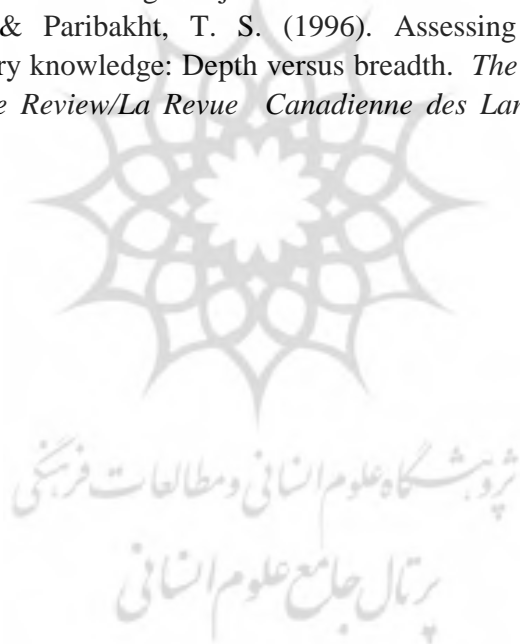 & Paribakht, T. S. (1996). Assessing
ry knowledge: Depth versus breadth. The
e Review/La Revue Canadienne des Lan
پژوهشگاه علوم انسانی و مطالعات فرهنگی
پرتال جامع علوم انسانی